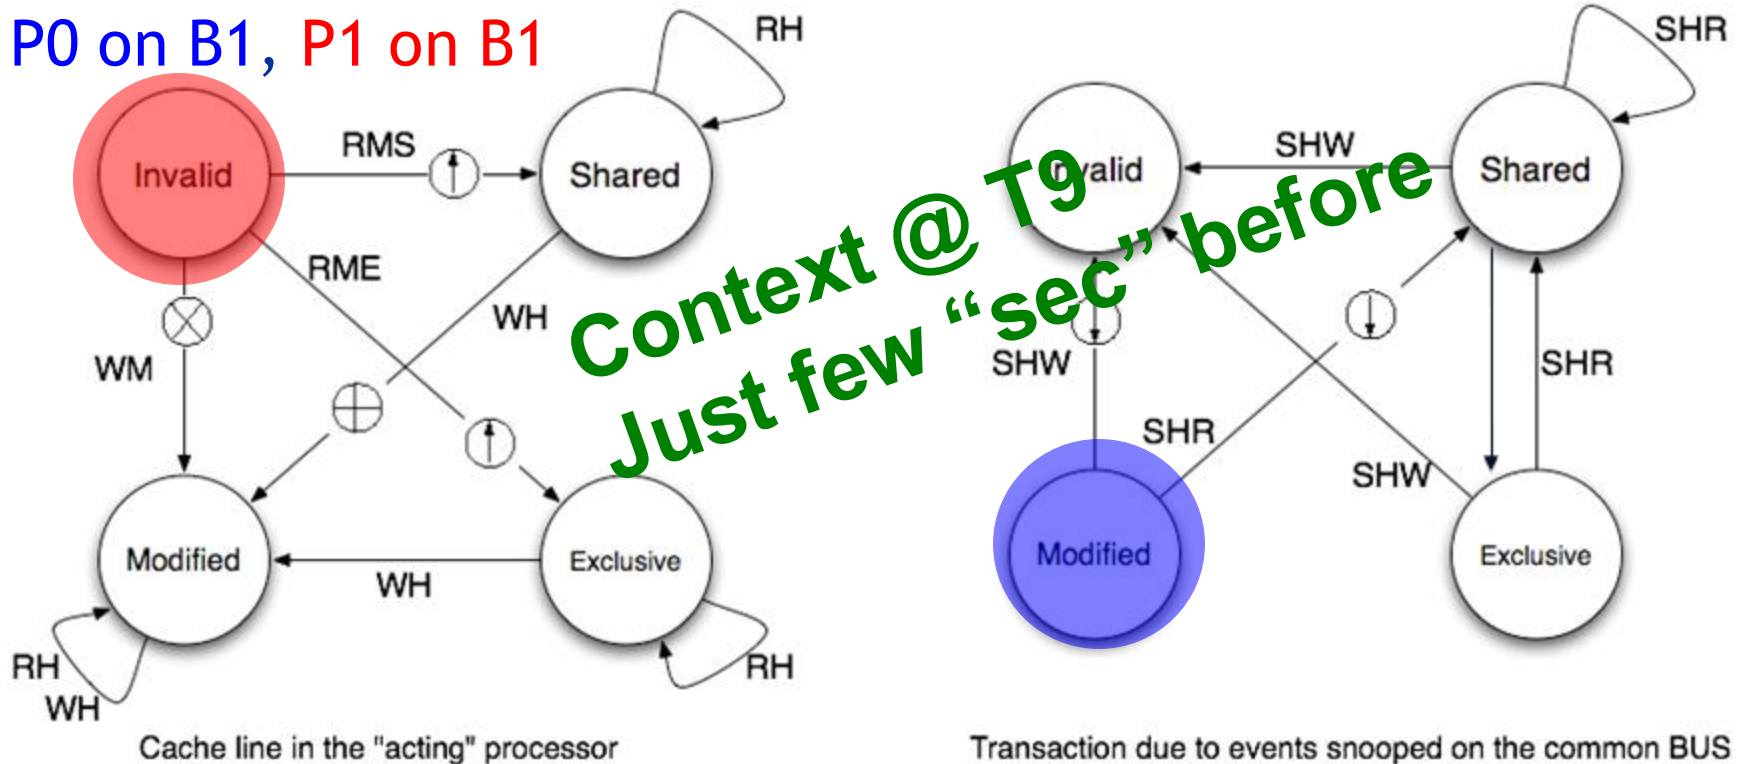 P0 on B1, P1 on B1
RH
SHR
RMS
SHW
Invalid
Shared
Invalid
Shared
RME
WH
WM
SHW
SHR
SHR
SHW
Context @ T9
Just few “sec” before
Modified
WH
Exclusive
Modified
Exclusive
RH
WH
RH
Cache line in the "acting" processor
Transaction due to events snooped on the common BUS